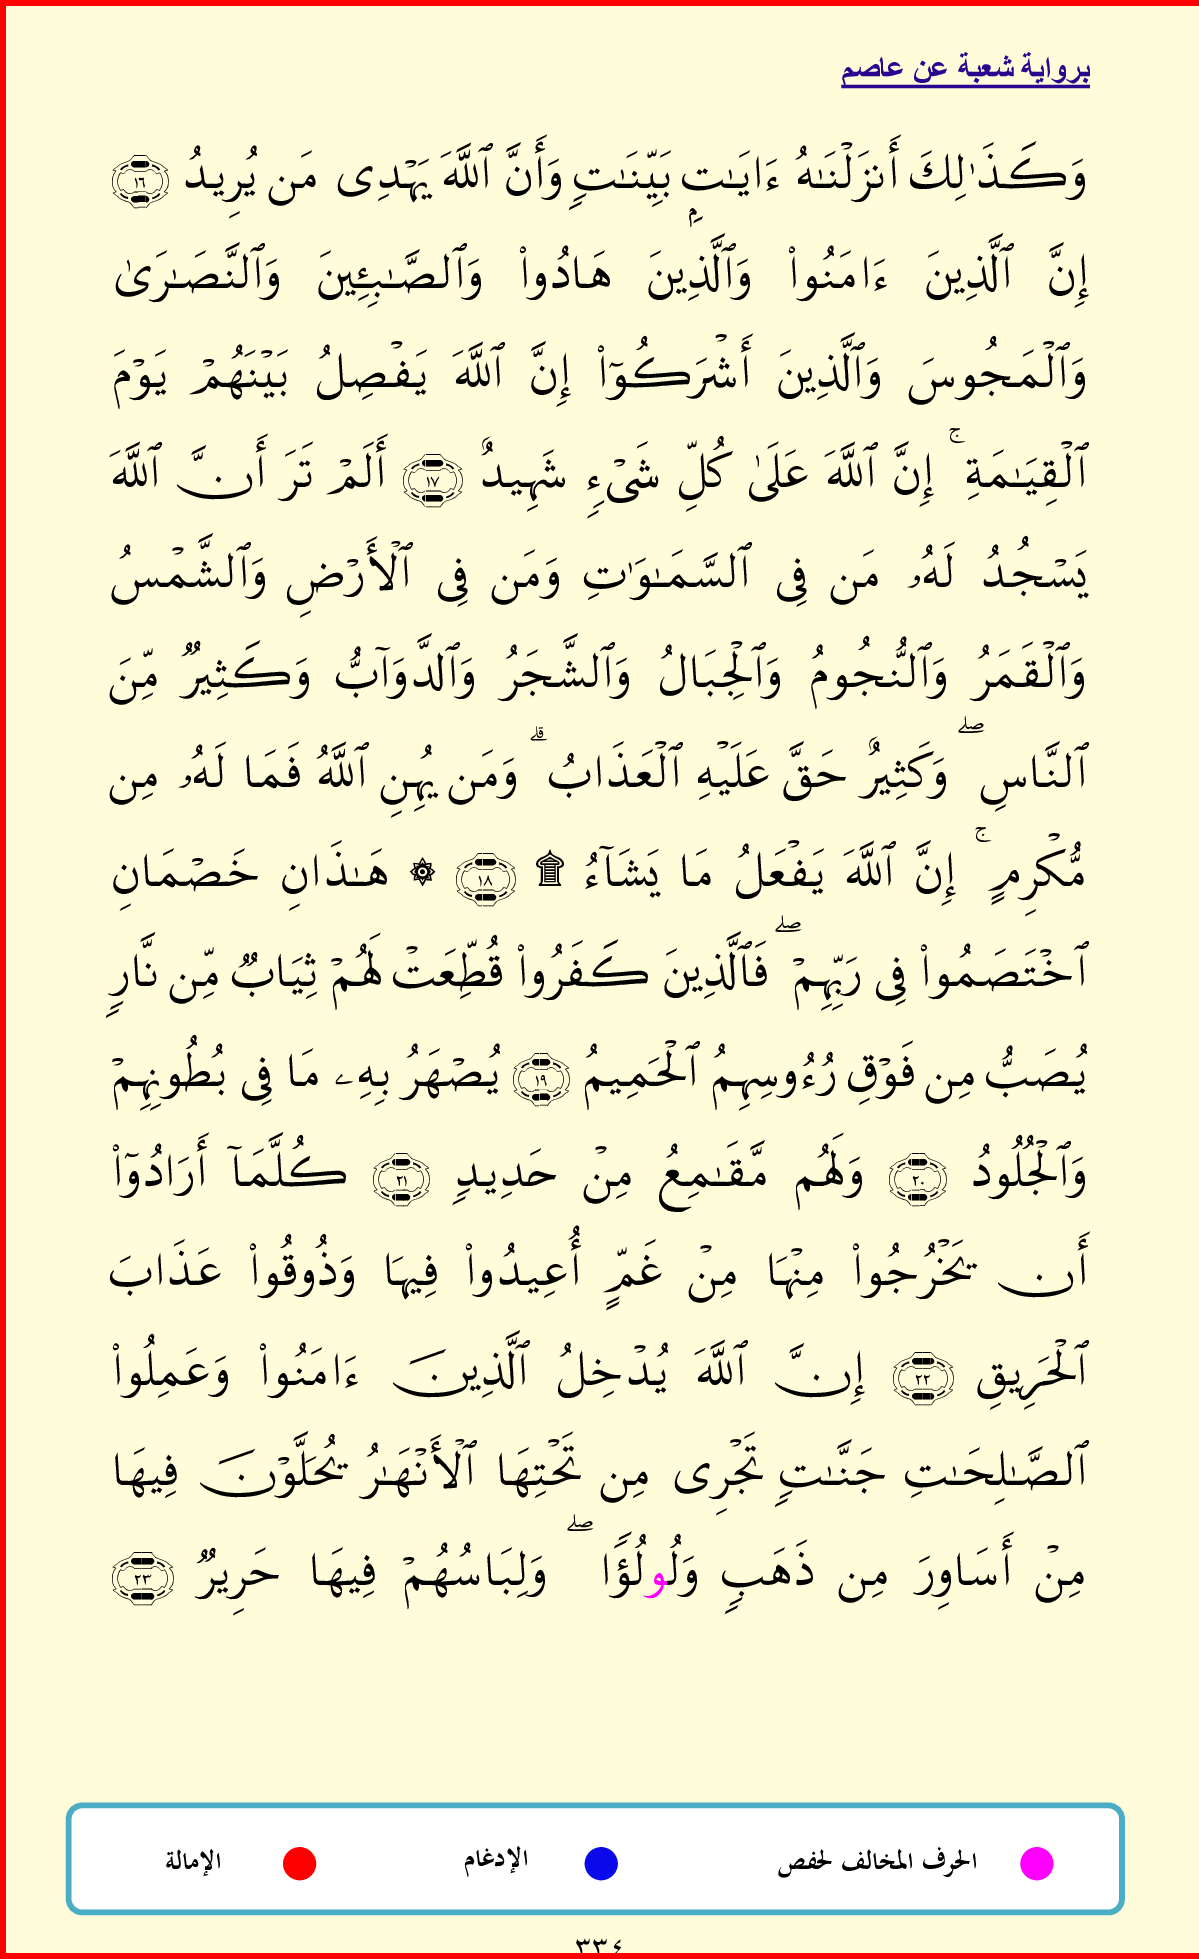 برواية شعبة عن عاصم
وَكَذَٰلِكَ أَنزَلْنَٰهُ ءَايَٰتِۭ بَيِّنَٰتٍ وَأَنَّ ٱللَّهَ يَهْدِى مَن يُرِيدُ ١٦
إِنَّ ٱلَّذِينَ ءَامَنُوا۟ وَٱلَّذِينَ هَادُوا۟ وَٱلصَّٰبِـِٔينَ وَٱلنَّصَٰرَىٰ
وَٱلْمَجُوسَ وَٱلَّذِينَ أَشْرَكُوٓا۟ إِنَّ ٱللَّهَ يَفْصِلُ بَيْنَهُمْ يَوْمَ
ٱلْقِيَٰمَةِ ۚ إِنَّ ٱللَّهَ عَلَىٰ كُلِّ شَىْءٍ شَهِيدٌ ١٧ أَلَمْ تَرَ أَنَّ ٱللَّهَ
يَسْجُدُ لَهُۥ مَن فِى ٱلسَّمَٰوَٰتِ وَمَن فِى ٱلْأَرْضِ وَٱلشَّمْسُ
وَٱلْقَمَرُ وَٱلنُّجُومُ وَٱلْجِبَالُ وَٱلشَّجَرُ وَٱلدَّوَآبُّ وَكَثِيرٌ مِّنَ
ٱلنَّاسِ ۖ وَكَثِيرٌ حَقَّ عَلَيْهِ ٱلْعَذَابُ ۗ وَمَن يُهِنِ ٱللَّهُ فَمَا لَهُۥ مِن
مُّكْرِمٍ ۚ إِنَّ ٱللَّهَ يَفْعَلُ مَا يَشَآءُ ۩ ١٨ ۞ هَٰذَانِ خَصْمَانِ
ٱخْتَصَمُوا۟ فِى رَبِّهِمْ ۖ فَٱلَّذِينَ كَفَرُوا۟ قُطِّعَتْ لَهُمْ ثِيَابٌ مِّن نَّارٍ
يُصَبُّ مِن فَوْقِ رُءُوسِهِمُ ٱلْحَمِيمُ ١٩ يُصْهَرُ بِهِۦ مَا فِى بُطُونِهِمْ
وَٱلْجُلُودُ ٢٠ وَلَهُم مَّقَٰمِعُ مِنْ حَدِيدٍ ٢١ كُلَّمَآ أَرَادُوٓا۟
أَن يَخْرُجُوا۟ مِنْهَا مِنْ غَمٍّ أُعِيدُوا۟ فِيهَا وَذُوقُوا۟ عَذَابَ
ٱلْحَرِيقِ ٢٢ إِنَّ ٱللَّهَ يُدْخِلُ ٱلَّذِينَ ءَامَنُوا۟ وَعَمِلُوا۟
ٱلصَّٰلِحَٰتِ جَنَّٰتٍ تَجْرِى مِن تَحْتِهَا ٱلْأَنْهَٰرُ يُحَلَّوْنَ فِيهَا
مِنْ أَسَاوِرَ مِن ذَهَبٍ وَلُولُؤًا ۖ وَلِبَاسُهُمْ فِيهَا حَرِيرٌ ٢٣
الحرف المخالف لحفص الإدغام الإمالة
٣٣٤